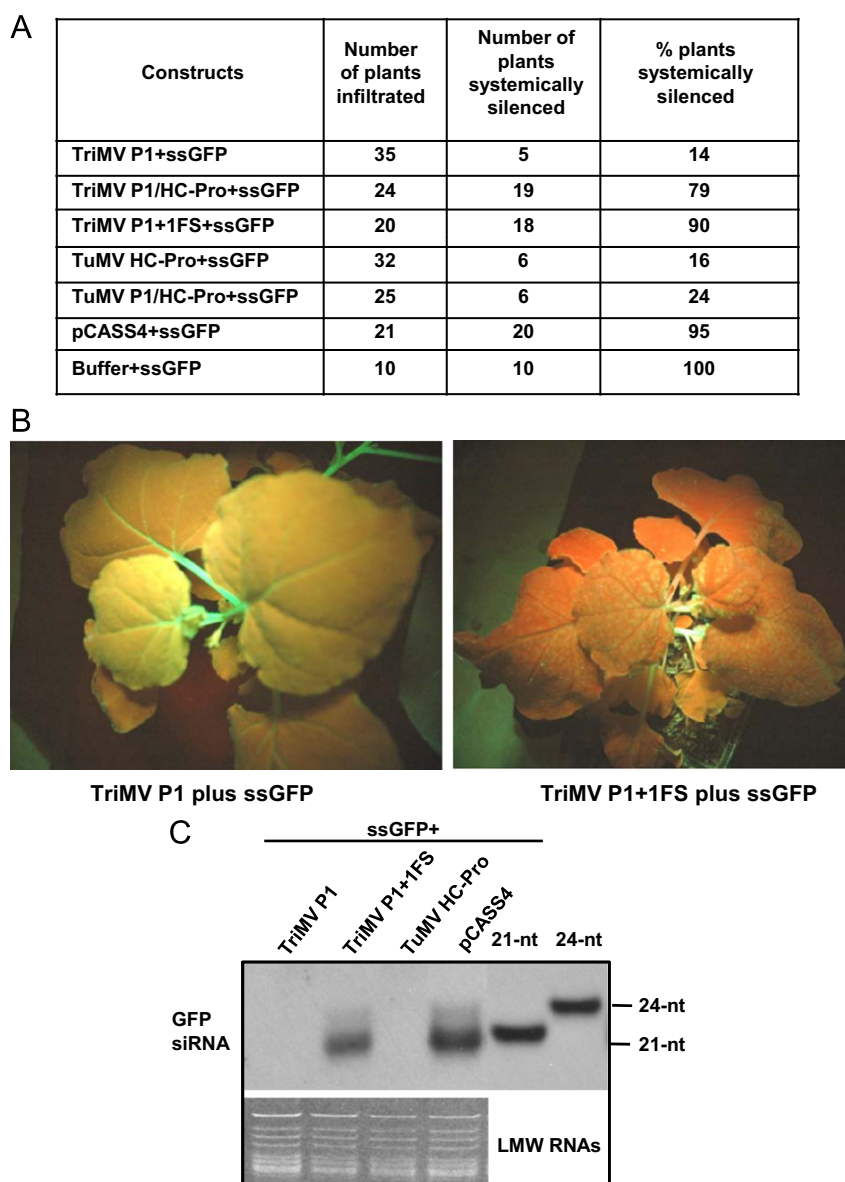 A
Constructs
Number of plants infiltrated
Number of plants systemically silenced
% plants systemically silenced
TriMV P1+ssGFP 35 5 14
TriMV P1/HC-Pro+ssGFP 24 19 79
TriMV P1+1FS+ssGFP 20 18 90
TuMV HC-Pro+ssGFP 32 6 16
TuMV P1/HC-Pro+ssGFP 25 6 24
pCASS4+ssGFP 21 20 95
Buffer+ssGFP 10 10 100
B
TriMV P1 plus ssGFP
TriMV P1+1FS plus ssGFP
C
ssGFP+
TriMV P1
TriMV P1+1FS
TuMV HC-Pro
pCASS4
21-nt
24-nt
GFP
siRNA
24-nt
21-nt
LMW RNAs